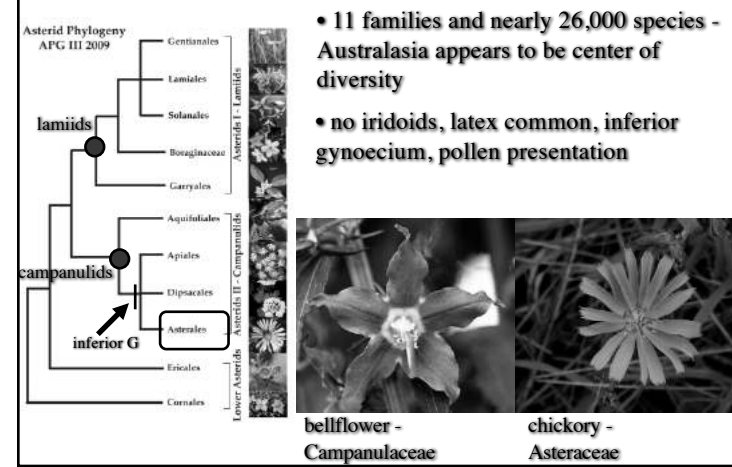 Asterid Phylogeny
APG III 2009
Gentianales
Lamiales
Solanales
Boraginaceae
Garryales
Aquifoliales
Apiales
Dipsacales
Asterales
Ericales
Cornales
Asterids I - Lamiids
Asterids II - Campanulids
Lower Asterids
lamiids
campanulids
inferior G
• 11 families and nearly 26,000 species -
Australasia appears to be center of
diversity
• no iridoids, latex common, inferior
gynoecium, pollen presentation
bellflower -
Campanulaceae
chickory -
Asteraceae